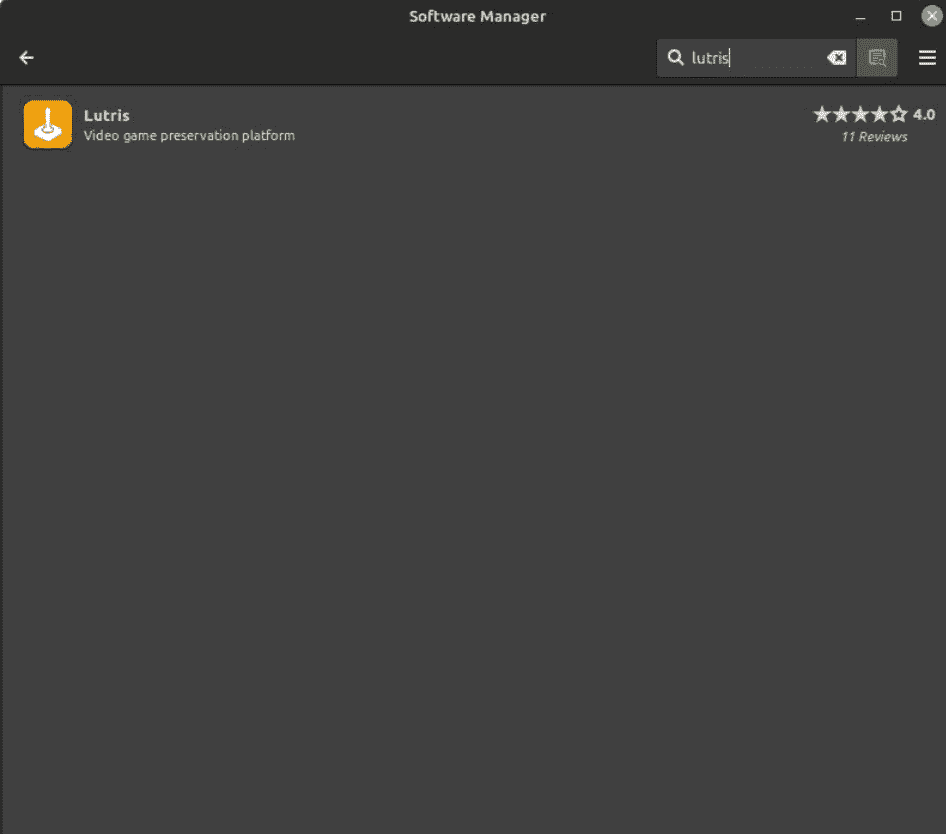 Software Manager
lutris
Lutris
Video game preservation platform
4.0
11 Reviews